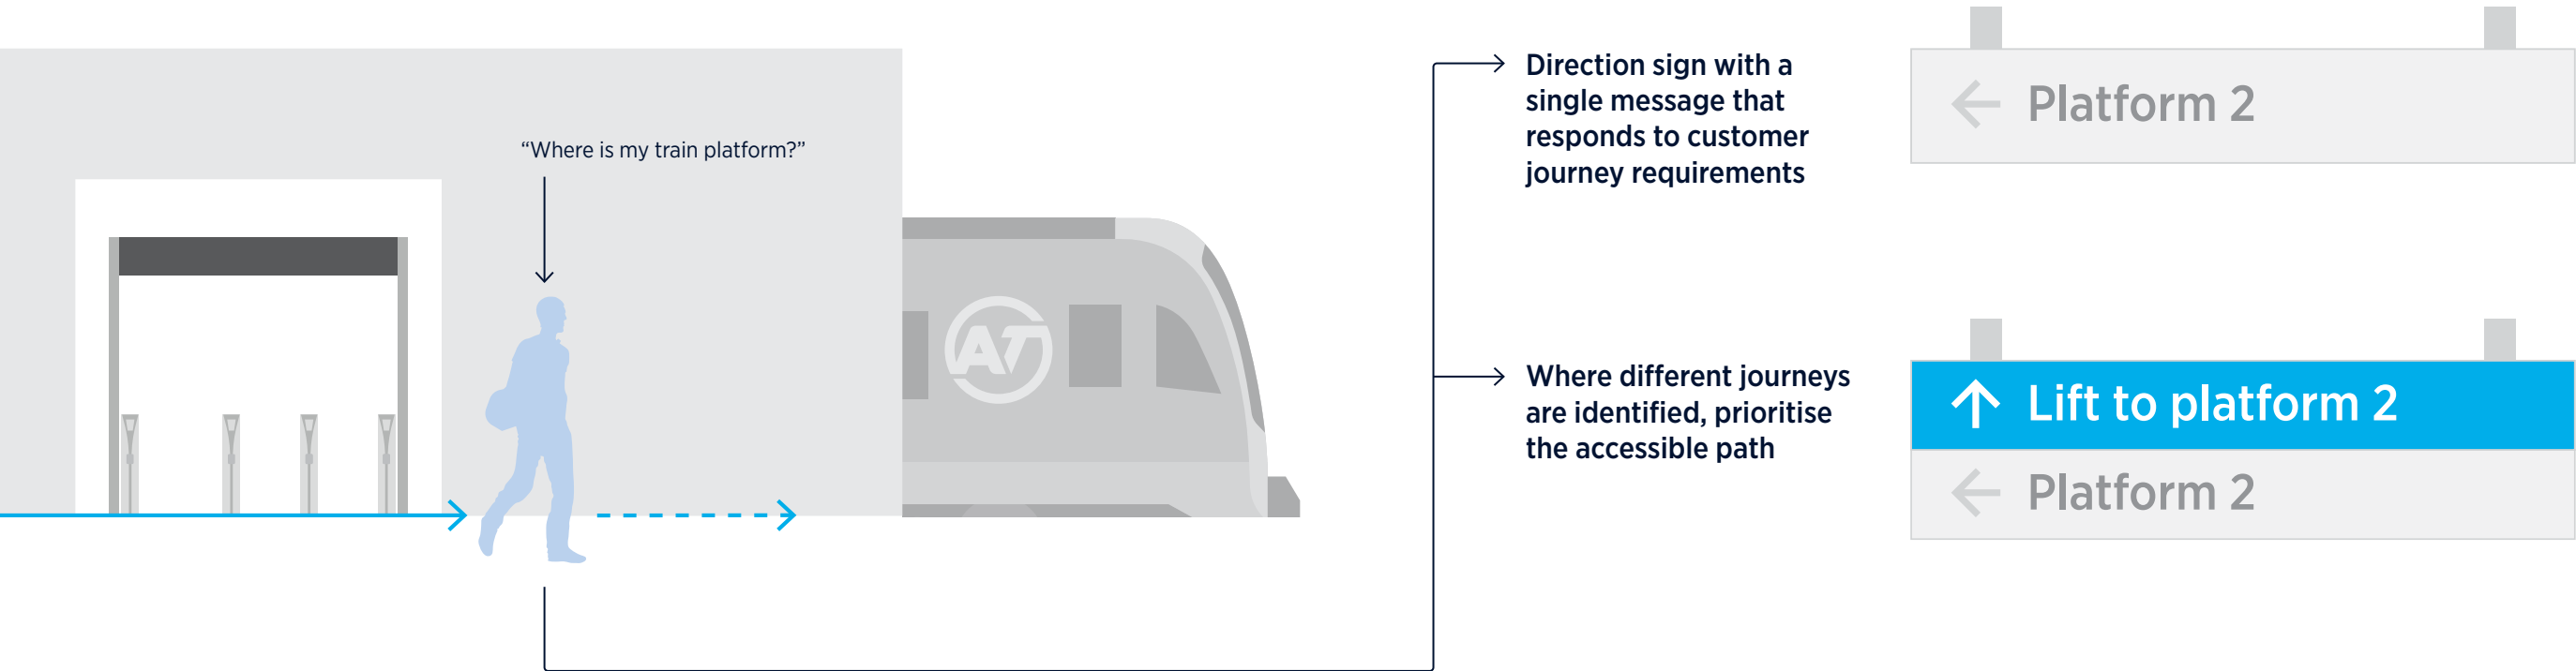 “Where is my train platform?”
AT
Direction sign with a
single message that
responds to customer
journey requirements
Platform 2
Where different journeys
are identified, prioritise
the accessible path
Lift to platform 2
Platform 2